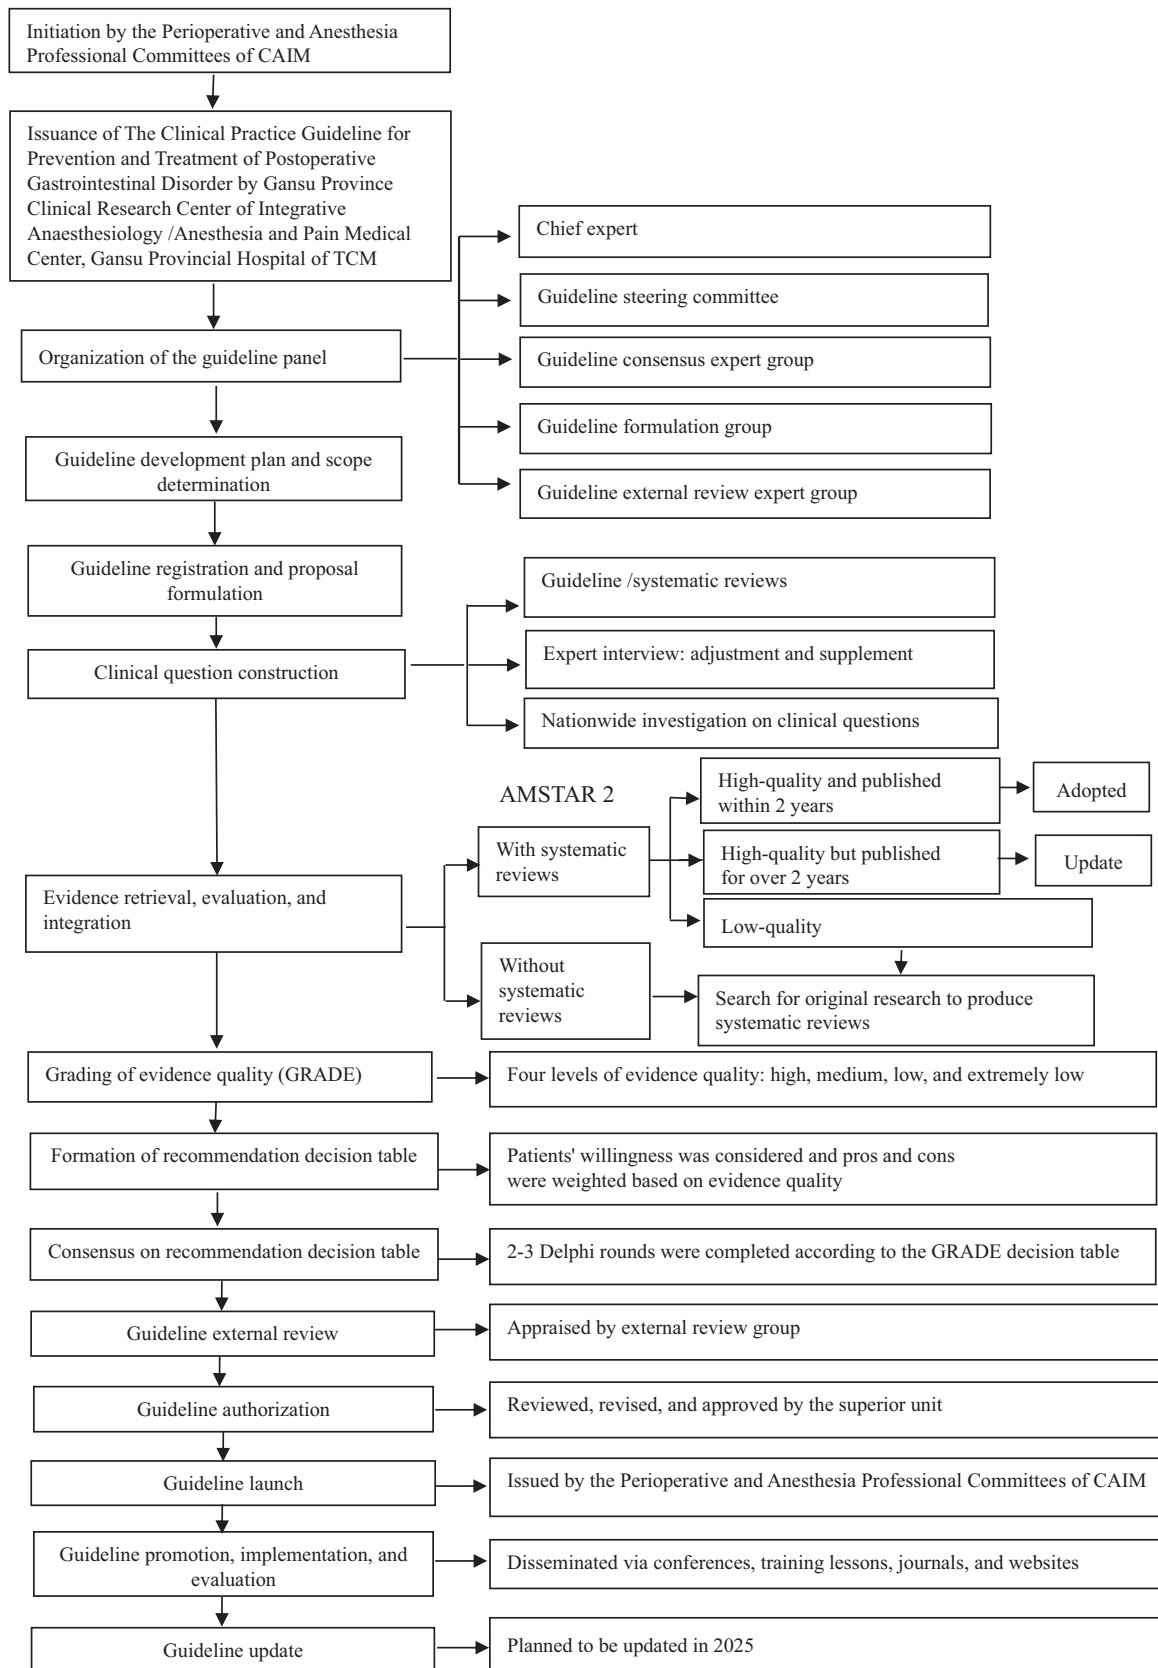 Initiation by the Perioperative and Anesthesia
Professional Committees of CAIM
Issuance of The Clinical Practice Guideline for
Prevention and Treatment of Postoperative
Gastrointestinal Disorder by Gansu Province
Clinical Research Center of Integrative
Anaesthesiology /Anesthesia and Pain Medical
Center, Gansu Provincial Hospital of TCM
Organization of the guideline panel
Chief expert
Guideline steering committee
Guideline consensus expert group
Guideline formulation group
Guideline external review expert group
Guideline development plan and scope
determination
Guideline registration and proposal
formulation
Clinical question construction
Guideline /systematic reviews
Expert interview: adjustment and supplement
Nationwide investigation on clinical questions
Evidence retrieval, evaluation, and
integration
AMSTAR 2
With systematic
reviews
High-quality and published
within 2 years
Adopted
High-quality but published
for over 2 years
Update
Low-quality
Without
systematic
reviews
Search for original research to produce
systematic reviews
Grading of evidence quality (GRADE)
Four levels of evidence quality: high, medium, low, and extremely low
Formation of recommendation decision table
Patients' willingness was considered and pros and cons
were weighted based on evidence quality
Consensus on recommendation decision table
2-3 Delphi rounds were completed according to the GRADE decision table
Guideline external review
Appraised by external review group
Guideline authorization
Reviewed, revised, and approved by the superior unit
Guideline launch
Issued by the Perioperative and Anesthesia Professional Committees of CAIM
Guideline promotion, implementation, and
evaluation
Disseminated via conferences, training lessons, journals, and websites
Guideline update
Planned to be updated in 2025